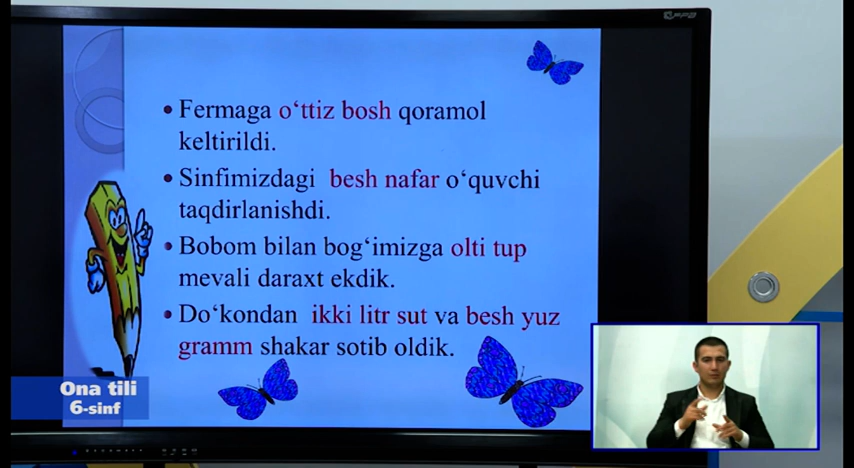 • Fermaga o‘ttiz bosh qoramol
keltirildi.
• Sinfimizdagi besh nafar o‘quvchi
taqdirlanishdi.
• Bobom bilan bog‘imizga olti tup
mevali daraxt ekdik.
• Do‘kondan ikki litr sut va besh yuz
gramm shakar sotib oldik.
Ona tili
6-sinf